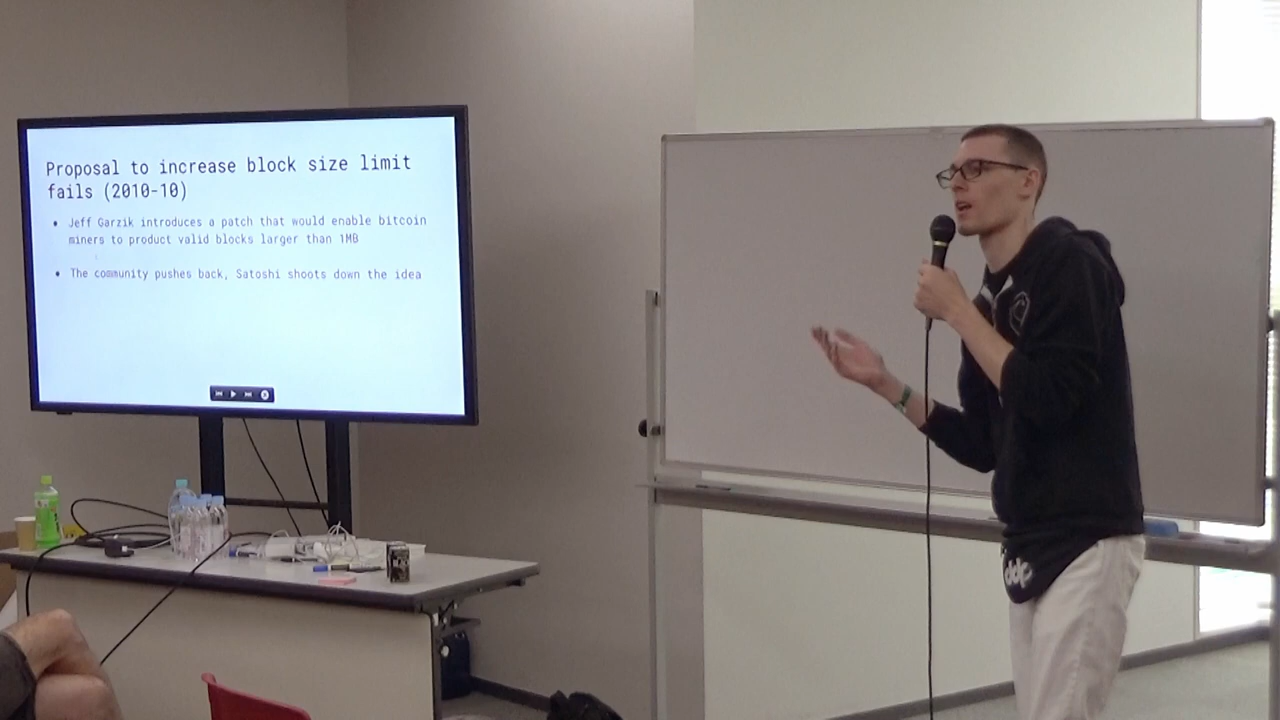 Proposal to increase block size limit
fails (2010-10)
• Jeff Garzik introduces a patch that would enable bitcoin
miners to product valid blocks larger than 1MB
• The community pushes back, Satoshi shoots down the idea